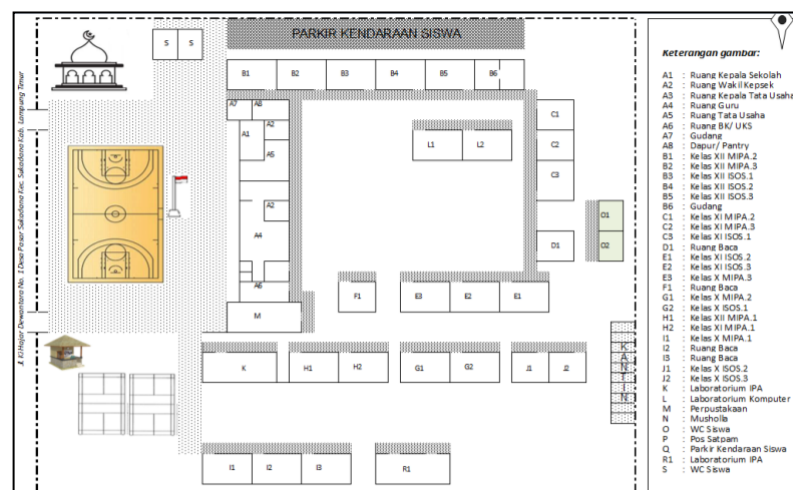 PARKIR KENDARAAN SISWA
S S
B1 B2 B3 B4 B5 B6
A7 A8
A2
A1
A5
L1 L2
C1
C2
C3
A2
A4
O1
O2
D1
A6
M
F1
E3 E2 E1
K H1 H2 G1 G2 J1 J2
K
A
N
T
I
N
I1 I2 I3 R1
Jl. Ki Hajar Dewantara No. 1 Desa Pasar Sukadana Kec. Sukadana Kab. Lampung Timur
Keterangan gambar:
A1 : Ruang Kepala Sekolah
A2 : Ruang Wakil Kepsek
A3 : Ruang Kepala Tata Usaha
A4 : Ruang Guru
A5 : Ruang Tata Usaha
A6 : Ruang BK/ UKS
A7 : Gudang
A8 : Dapur/ Pantry
B1 : Kelas XII MIPA.2
B2 : Kelas XII MIPA.3
B3 : Kelas XII ISOS.1
B4 : Kelas XII ISOS.2
B5 : Kelas XII ISOS.3
B6 : Gudang
C1 : Kelas XI MIPA.2
C2 : Kelas XI MIPA.3
C3 : Kelas XI ISOS.1
D1 : Ruang Baca
E1 : Kelas XI ISOS.2
E2 : Kelas XI ISOS.3
E3 : Kelas X MIPA.3
F1 : Ruang Baca
G1 : Kelas X MIPA.2
G2 : Kelas X ISOS.1
H1 : Kelas XII MIPA.1
H2 : Kelas XI MIPA.1
I1 : Kelas X MIPA.1
I2 : Ruang Baca
I3 : Ruang Baca
J1 : Kelas X ISOS.2
J2 : Kelas X ISOS.3
K : Laboratorium IPA
L : Laboratorium Komputer
M : Perpustakaan
N : Musholla
O : WC Siswa
P : Pos Satpam
Q : Parkir Kendaraan Siswa
R1 : Laboratorium IPA
S : WC Siswa